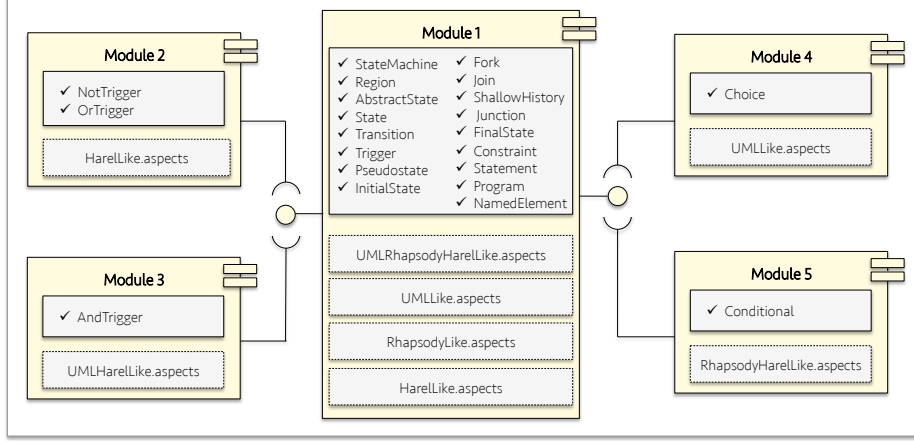 Module 2
✓ NotTrigger
✓ OrTrigger
HarelLike.aspects
Module 3
✓ AndTrigger
UMLHarelLike.aspects
Module 1
✓ StateMachine
✓ Region
✓ AbstractState
✓ State
✓ Transition
✓ Trigger
✓ Pseudostate
✓ InitialState
✓ Fork
✓ Join
✓ ShallowHistory
✓ Junction
✓ FinalState
✓ Constraint
✓ Statement
✓ Program
✓ NamedElement
UMLRhapsodyHarelLike.aspects
UMLLike.aspects
RhapsodyLike.aspects
HarelLike.aspects
Module 4
✓ Choice
UMLLike.aspects
Module 5
✓ Conditional
RhapsodyHarelLike.aspects